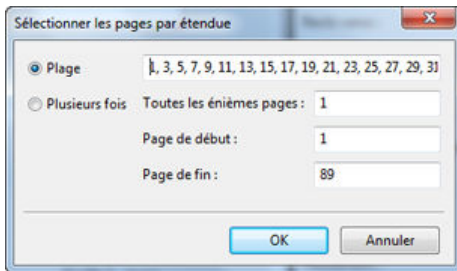 Sélectionner les pages par étendue
Plage 1, 3, 5, 7, 9, 11, 13, 15, 17, 19, 21, 23, 25, 27, 29, 31
Plusieurs fois Toutes les énièmes pages : 1
Page de début : 1
Page de fin : 89
OK Annuler